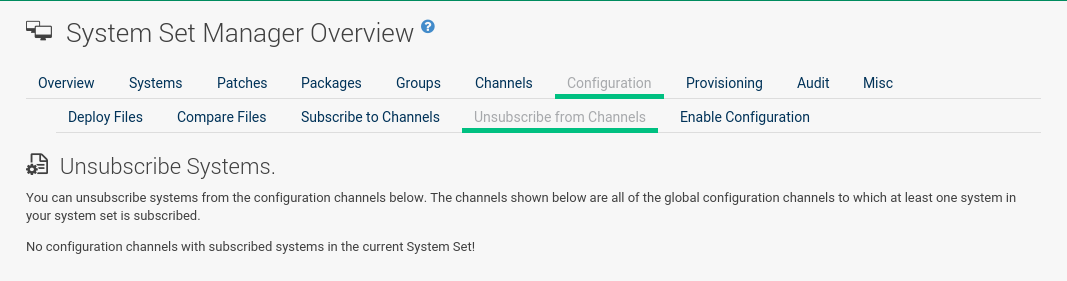 System Set Manager Overview ?
Overview Systems Patches Packages Groups Channels Configuration Provisioning Audit Misc
Deploy Files Compare Files Subscribe to Channels Unsubscribe from Channels Enable Configuration
Unsubscribe Systems.
You can unsubscribe systems from the configuration channels below. The channels shown below are all of the global configuration channels to which at least one system in
your system set is subscribed.
No configuration channels with subscribed systems in the current System Set!